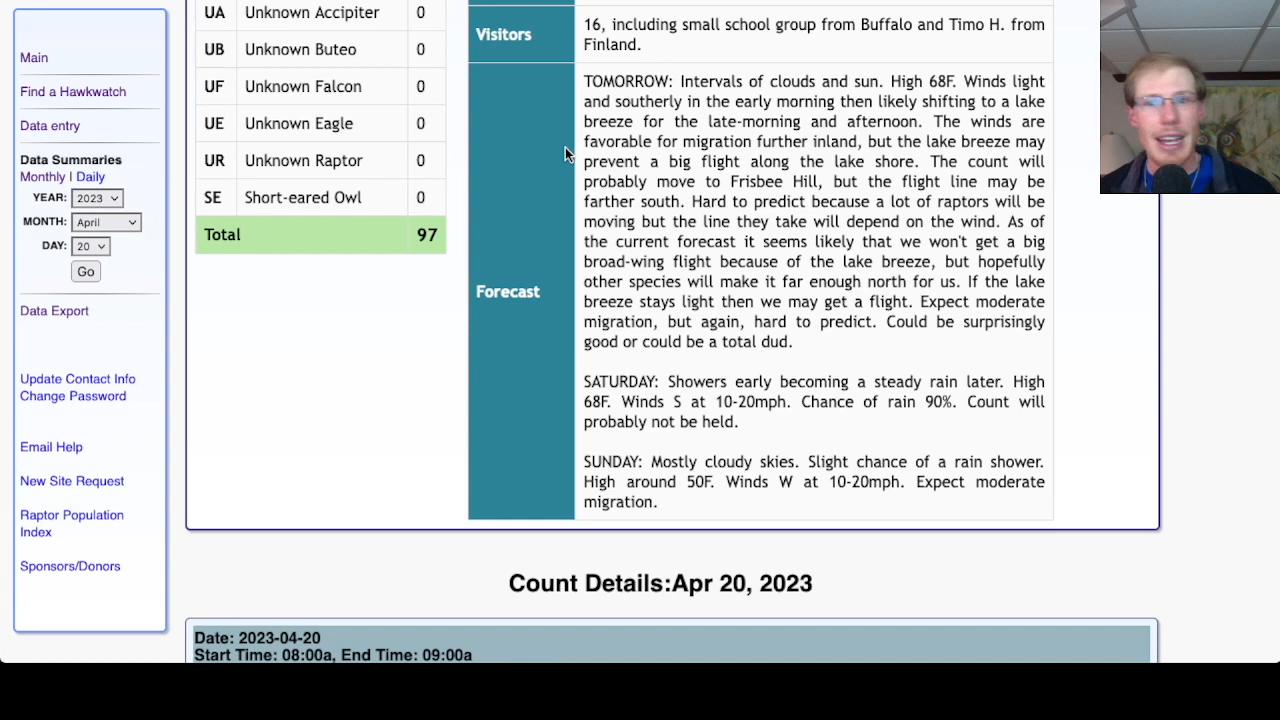 Main
Find a Hawkwatch
Data entry
Data Summaries
Monthly | Daily
YEAR: 2023
MONTH: April
DAY: 20
Go
Data Export
Update Contact Info
Change Password
Email Help
New Site Request
Raptor Population
Index
Sponsors/Donors
UA Unknown Accipiter 0
UB Unknown Buteo 0
UF Unknown Falcon 0
UE Unknown Eagle 0
UR Unknown Raptor 0
SE Short-eared Owl 0
Total 97
Visitors
16, including small school group from Buffalo and Timo H. from
Finland.
Forecast
TOMORROW: Intervals of clouds and sun. High 68F. Winds light
and southerly in the early morning then likely shifting to a lake
breeze for the late-morning and afternoon. The winds are
favorable for migration further inland, but the lake breeze may
prevent a big flight along the lake shore. The count will
probably move to Frisbee Hill, but the flight line may be
farther south. Hard to predict because a lot of raptors will be
moving but the line they take will depend on the wind. As of
the current forecast it seems likely that we won't get a big
broad-wing flight because of the lake breeze, but hopefully
other species will make it far enough north for us. If the lake
breeze stays light then we may get a flight. Expect moderate
migration, but again, hard to predict. Could be surprisingly
good or could be a total dud.
SATURDAY: Showers early becoming a steady rain later. High
68F. Winds S at 10-20mph. Chance of rain 90%. Count will
probably not be held.
SUNDAY: Mostly cloudy skies. Slight chance of a rain shower.
High around 50F. Winds W at 10-20mph. Expect moderate
migration.
Count Details:Apr 20, 2023
Date: 2023-04-20
Start Time: 08:00a, End Time: 09:00a